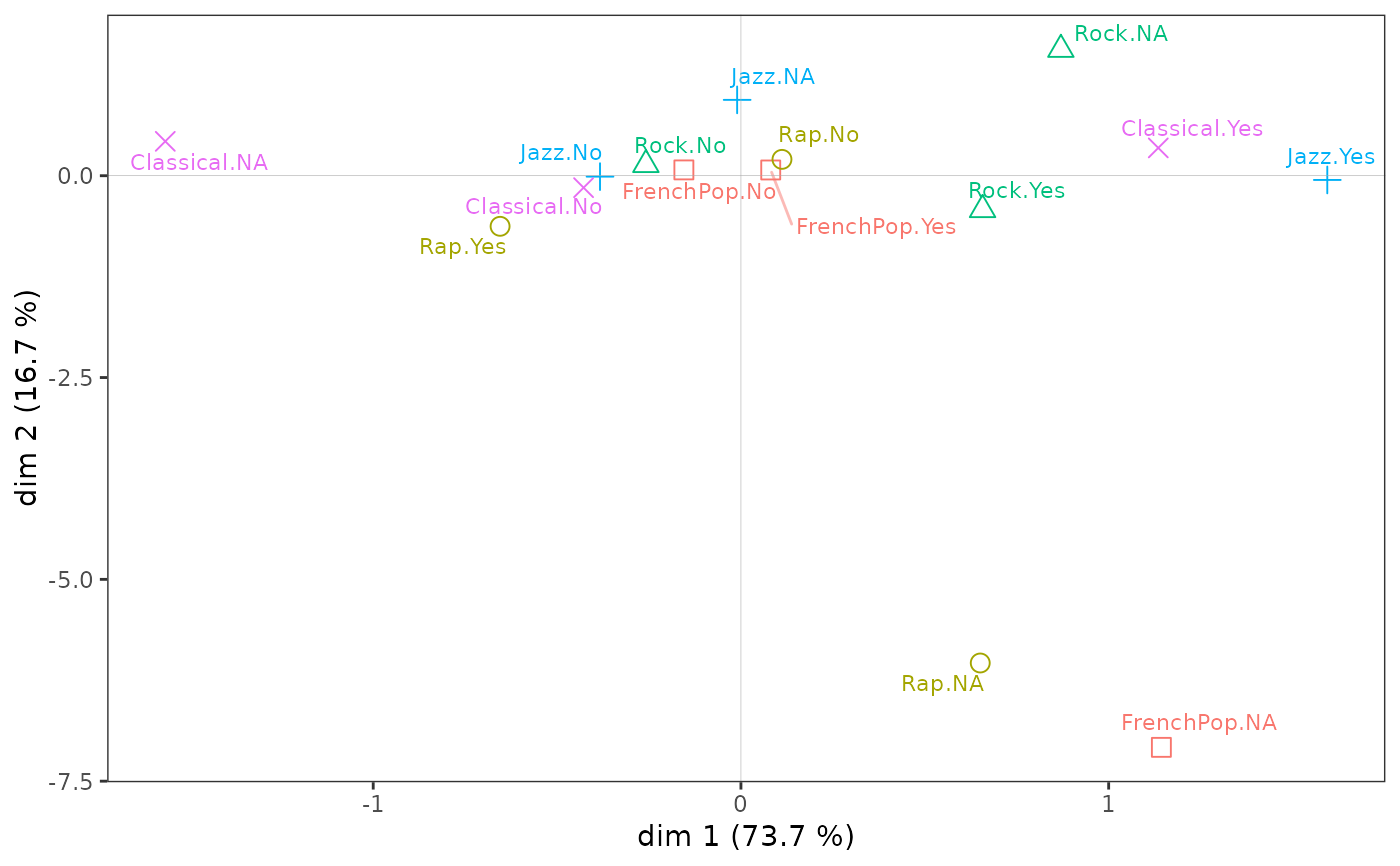 Rock.NA
Jazz.NA
Classical.Yes
Rap.No
Rock.No
Jazz.No
Jazz.Yes
Classical.NA
0.0
FrenchPop.No
Rock.Yes
Classical.No
FrenchPop.Yes
Rap.Yes
dim 2 (16.7 %)
-2.5
-5.0
Rap.NA
FrenchPop.NA
-7.5
-1
0
1
dim 1 (73.7 %)